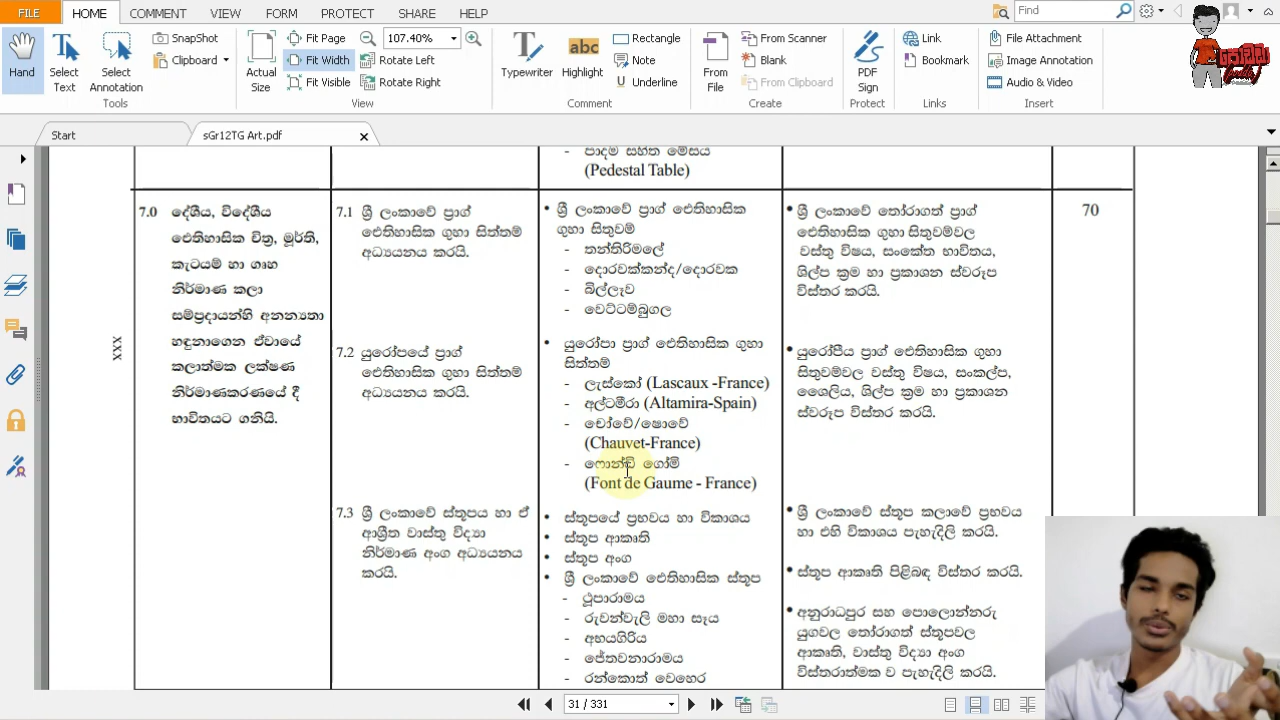 FILE HOME COMMENT VIEW FORM PROTECT SHARE HELP Find
Hand
Select Text
Select Annotation
SnapShot
Clipboard
Tools
Actual Size
Fit Page
Fit Width
Fit Visible
107.40%
Rotate Left
Rotate Right
View
Typewriter
Highlight
Rectangle
Note
Underline
Comment
From File
From Scanner
Blank
From Clipboard
Create
PDF Sign
Protect
Link
Bookmark
Links
File Attachment
Image Annotation
Audio & Video
Insert
Start
sGr12TG Art.pdf
- පාදම සහිත මේසය
(Pedestal Table)
7.0 දේශීය, විදේශීය
ඓතිහාසික චිත්‍ර, මූර්ති,
කැටයම් හා ගෘහ
නිර්මාණ කලා
සම්ප්‍රදායන්හි අනන්‍යතා
හඳුනාගෙන ඒවායේ
කලාත්මක ලක්ෂණ
නිර්මාණකරණයේ දී
භාවිතයට ගනියි.
7.1 ශ්‍රී ලංකාවේ ප්‍රාග්
ඓතිහාසික ගුහා සිත්තම්
අධ්‍යයනය කරයි.
• ශ්‍රී ලංකාවේ ප්‍රාග් ඓතිහාසික
ගුහා සිතුවම්
- තන්තිරිමලේ
- දොරවක්කන්ද/දොරවක
- බිල්ලෑව
- වෙට්ටම්බුගල
• ශ්‍රී ලංකාවේ තෝරාගත් ප්‍රාග්
ඓතිහාසික ගුහා සිතුවම්වල
වස්තු විෂය, සංකේත භාවිතය,
ශිල්ප ක්‍රම හා ප්‍රකාශන ස්වරූප
විස්තර කරයි.
70
7.2 යුරෝපයේ ප්‍රාග්
ඓතිහාසික ගුහා සිත්තම්
අධ්‍යයනය කරයි.
• යුරෝපා ප්‍රාග් ඓතිහාසික ගුහා
සිත්තම්
- ලැස්කෝ (Lascaux -France)
- අල්ටමීරා (Altamira-Spain)
- චෝවේ/ෂොවේ
(Chauvet-France)
- ෆොන්ඩි ගෝම්
(Font de Gaume - France)
• යුරෝපීය ප්‍රාග් ඓතිහාසික ගුහා
සිතුවම්වල වස්තු විෂය, සංකල්ප,
ශෛලිය, ශිල්ප ක්‍රම හා ප්‍රකාශන
ස්වරූප විස්තර කරයි.
7.3 ශ්‍රී ලංකාවේ ස්තූපය හා ඒ
ආශ්‍රිත වාස්තු විද්‍යා
නිර්මාණ අංග අධ්‍යයනය
කරයි.
• ස්තූපයේ ප්‍රභවය හා විකාශය
• ස්තූප ආකෘති
• ස්තූප අංග
• ශ්‍රී ලංකාවේ ඓතිහාසික ස්තූප
- ථූපාරාමය
- රුවන්වැලි මහා සෑය
- අභයගිරිය
- ජේතවනාරාමය
- රන්කොත් වෙහෙර
• ශ්‍රී ලංකාවේ ස්තූප කලාවේ ප්‍රභවය
හා එහි විකාශය පැහැදිලි කරයි.
• ස්තූප ආකෘති පිළිබඳ විස්තර කරයි.
• අනුරාධපුර සහ පොලොන්නරු
යුගවල තෝරාගත් ස්තූපවල
ආකෘති, වාස්තු විද්‍යා අංග
විස්තරාත්මක ව පැහැදිලි කරයි.
xxx
31 / 331